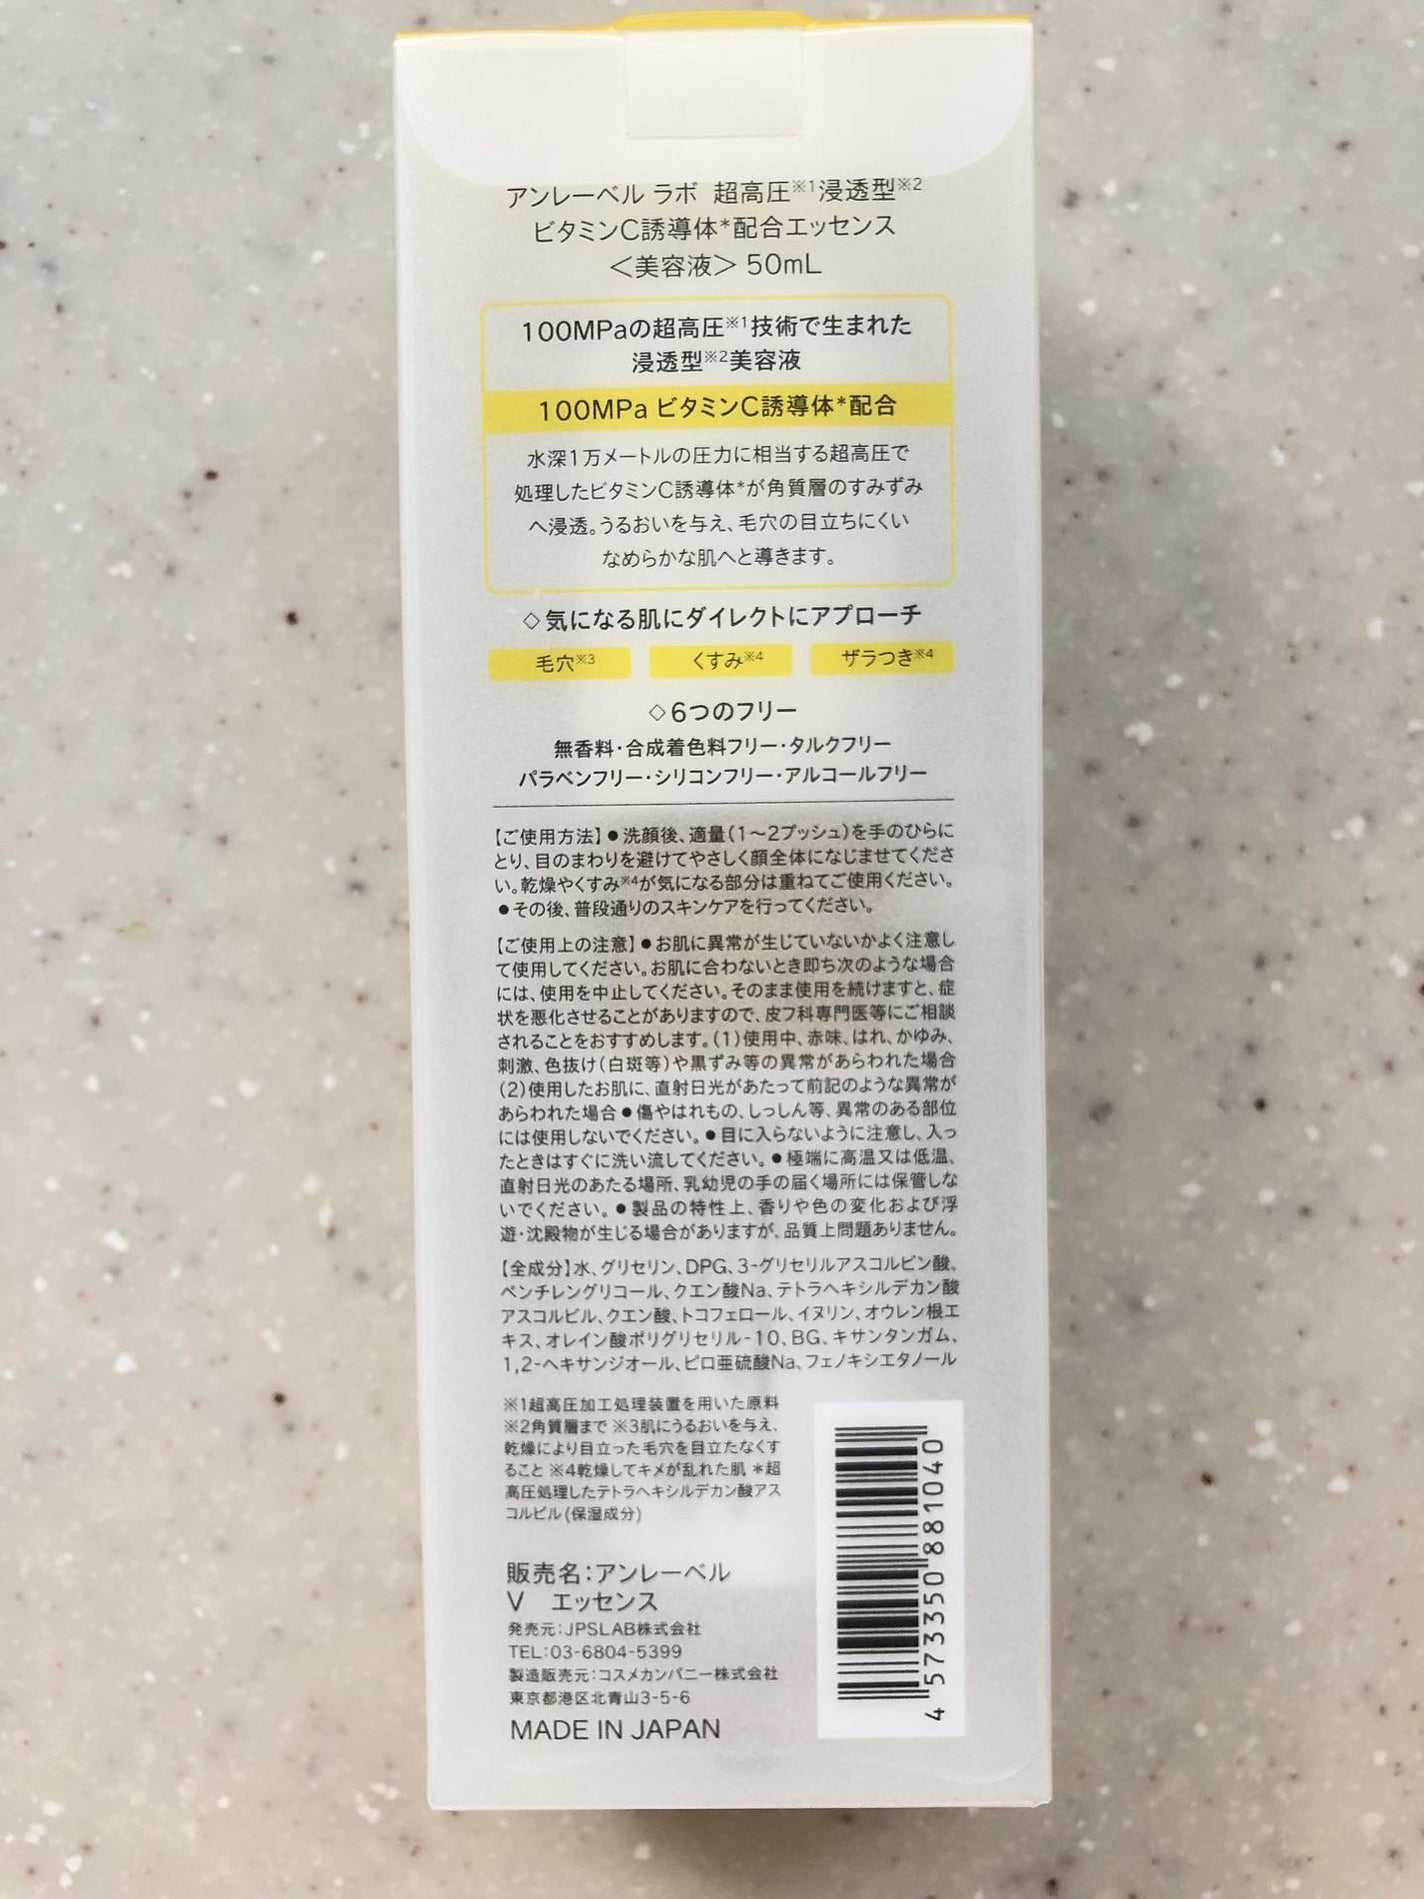 アンレーベル ラボ 超高圧※1浸透型※2
ビタミンC誘導体*配合エッセンス
＜美容液＞ 50mL
100MPaの超高圧※1技術で生まれた
浸透型※2美容液
100MPa ビタミンC誘導体*配合
水深1万メートルの圧力に相当する超高圧で
処理したビタミンC誘導体*が角質層のすみずみ
へ浸透。うるおいを与え、毛穴の目立ちにくい
なめらかな肌へと導きます。
◇気になる肌にダイレクトにアプローチ
毛穴※3 くすみ※4 ザラつき※4
◇6つのフリー
無香料・合成着色料フリー・タルクフリー
パラベンフリー・シリコンフリー・アルコールフリー
【ご使用方法】●洗顔後、適量（1～2プッシュ）を手のひらに
とり、目のまわりを避けてやさしく顔全体になじませてくださ
い。乾燥やくすみ※4が気になる部分は重ねてご使用ください。
●その後、普段通りのスキンケアを行ってください。
【ご使用上の注意】●お肌に異常が生じていないかよく注意し
て使用してください。お肌に合わないとき即ち次のような場合
には、使用を中止してください。そのまま使用を続けますと、症
状を悪化させることがありますので、皮フ科専門医等にご相談
されることをおすすめします。（1）使用中、赤味、はれ、かゆみ、
刺激、色抜け（白斑等）や黒ずみ等の異常があらわれた場合
（2）使用したお肌に、直射日光があたって前記のような異常が
あらわれた場合●傷やはれもの、しっしん等、異常のある部位
には使用しないでください。●目に入らないように注意し、入っ
たときはすぐに洗い流してください。●極端に高温又は低温、
直射日光のあたる場所、乳幼児の手の届く場所には保管しな
いでください。●製品の特性上、香りや色の変化および浮
遊・沈殿物が生じる場合がありますが、品質上問題ありません。
【全成分】水、グリセリン、DPG、3-グリセリルアスコルビン酸、
ペンチレングリコール、クエン酸Na、テトラヘキシルデカン酸
アスコルビル、クエン酸、トコフェロール、イヌリン、オウレン根エ
キス、オレイン酸ポリグリセリル-10、BG、キサンタンガム、
1,2-ヘキサンジオール、ピロ亜硫酸Na、フェノキシエタノール
※1超高圧加工処理装置を用いた原料
※2角質層まで ※3肌にうるおいを与え、
乾燥により目立った毛穴を目立たなくす
ること ※4乾燥してキメが乱れた肌 *超
高圧処理したテトラヘキシルデカン酸アス
コルビル（保湿成分）
販売名：アンレーベル
V エッセンス
発売元：JPSLAB株式会社
TEL：03-6804-5399
製造販売元：コスメカンパニー株式会社
東京都港区北青山3-5-6
MADE IN JAPAN
4 573350 881040